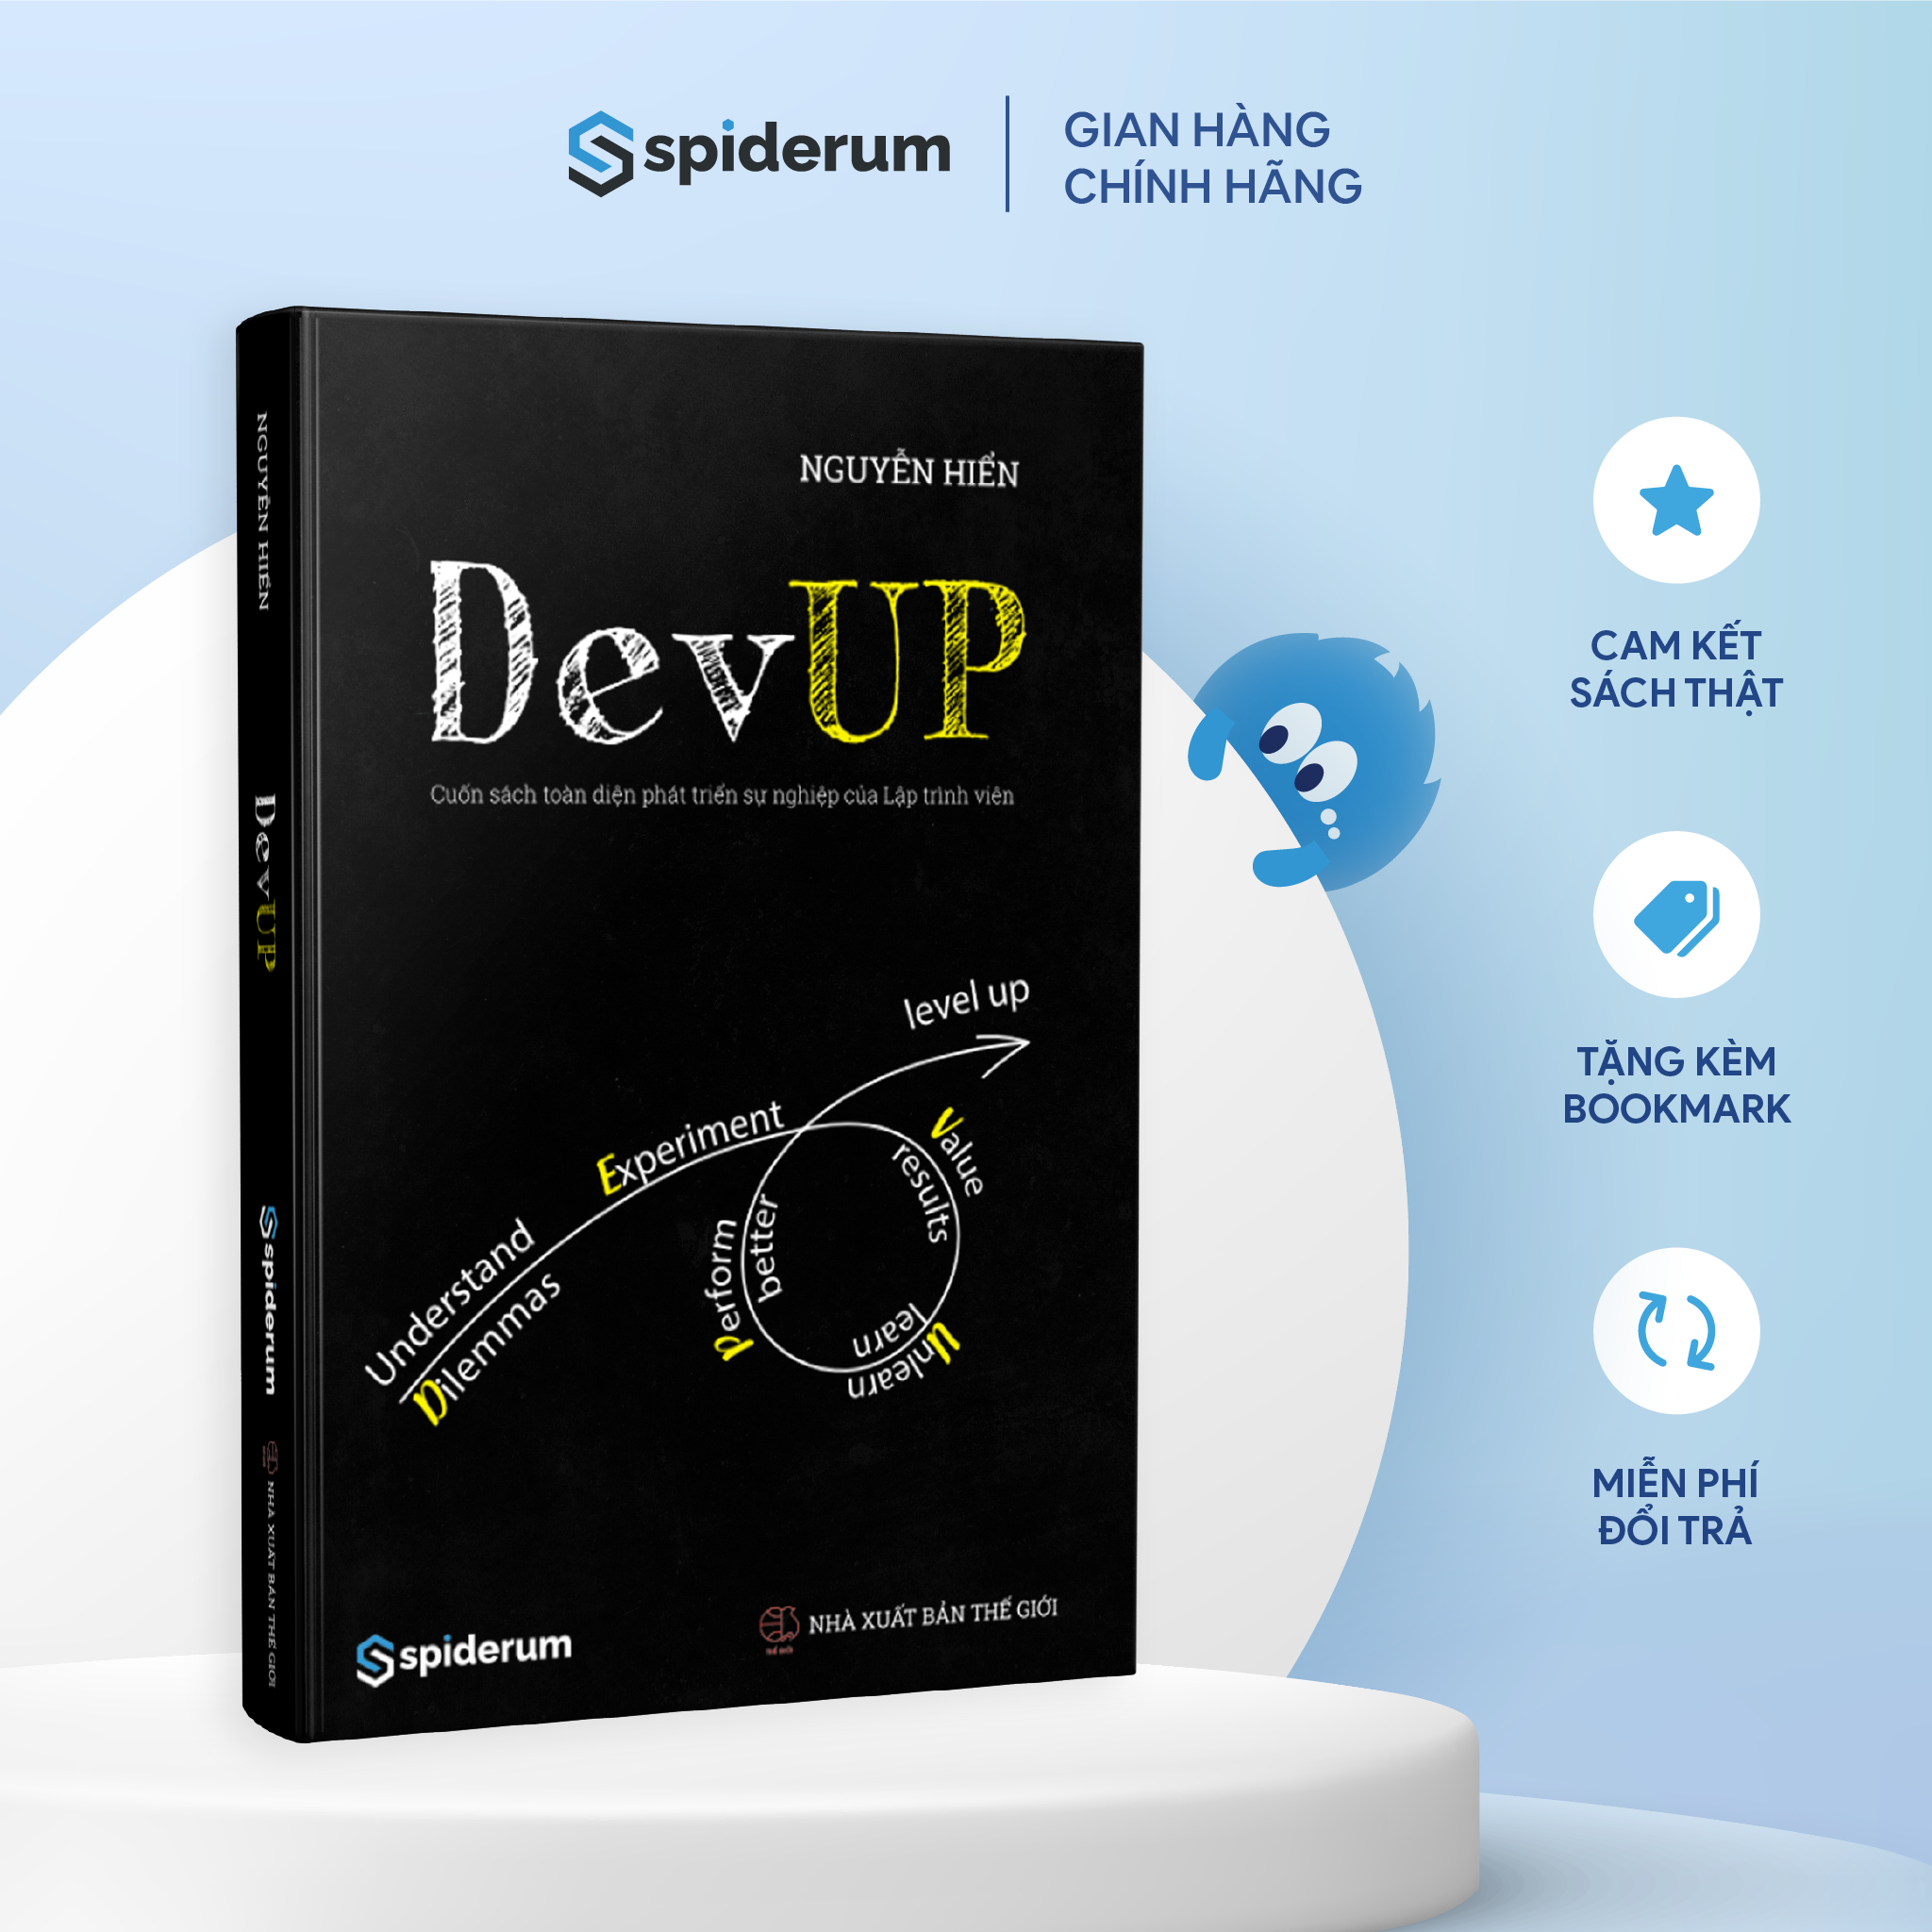 spiderum
GIAN HÀNG
CHÍNH HÃNG
NGUYỄN HIỂN
DevUP
Cuốn sách toàn diện phát triển sự nghiệp của Lập trình viên
level up
Experiment
Value
results
Understand
Dilemmas
perform
better
learn
Unlearn
spiderum
THẾ GIỚI
NHÀ XUẤT BẢN THẾ GIỚI
NGUYỄN HIỂN
DevUP
spiderum
NHÀ XUẤT BẢN THẾ GIỚI
CAM KẾT
SÁCH THẬT
TẶNG KÈM
BOOKMARK
MIỄN PHÍ
ĐỔI TRẢ